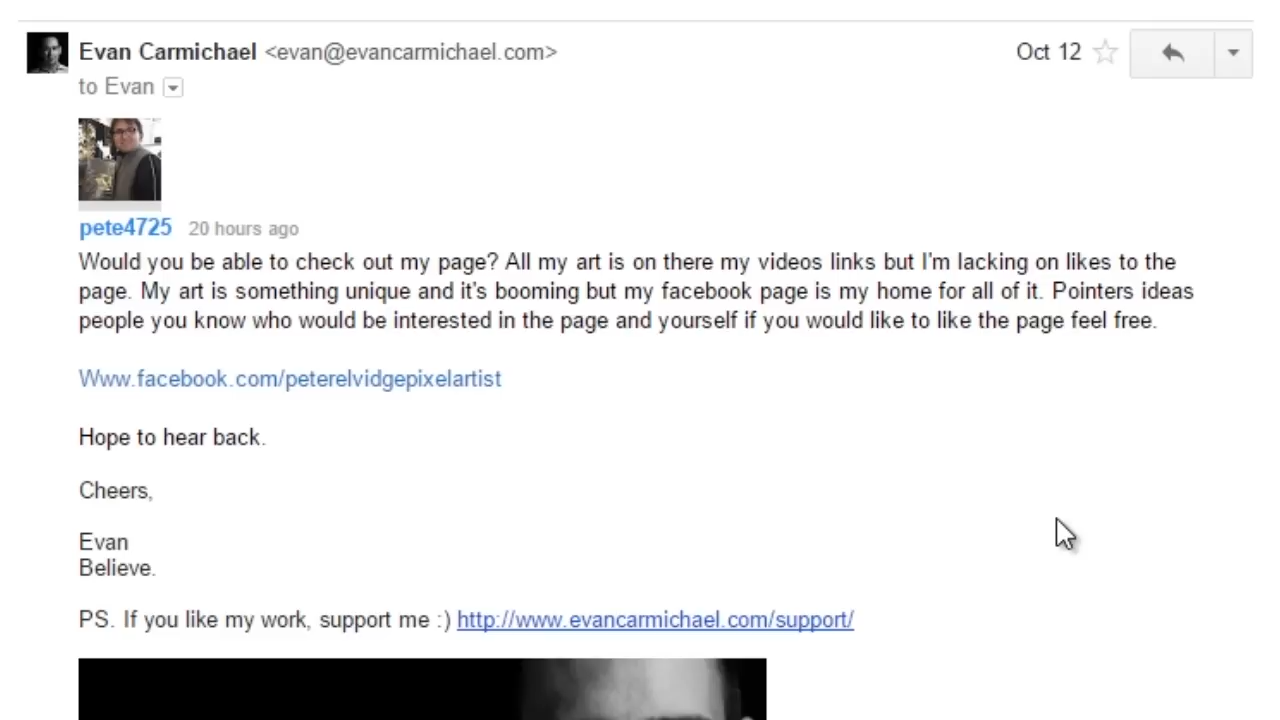 Evan Carmichael <evan@evancarmichael.com>
Oct 12
to Evan
pete4725 20 hours ago
Would you be able to check out my page? All my art is on there my videos links but I'm lacking on likes to the
page. My art is something unique and it's booming but my facebook page is my home for all of it. Pointers ideas
people you know who would be interested in the page and yourself if you would like to like the page feel free.
Www.facebook.com/peterelvidgepixelartist
Hope to hear back.
Cheers,
Evan
Believe.
PS. If you like my work, support me :) http://www.evancarmichael.com/support/